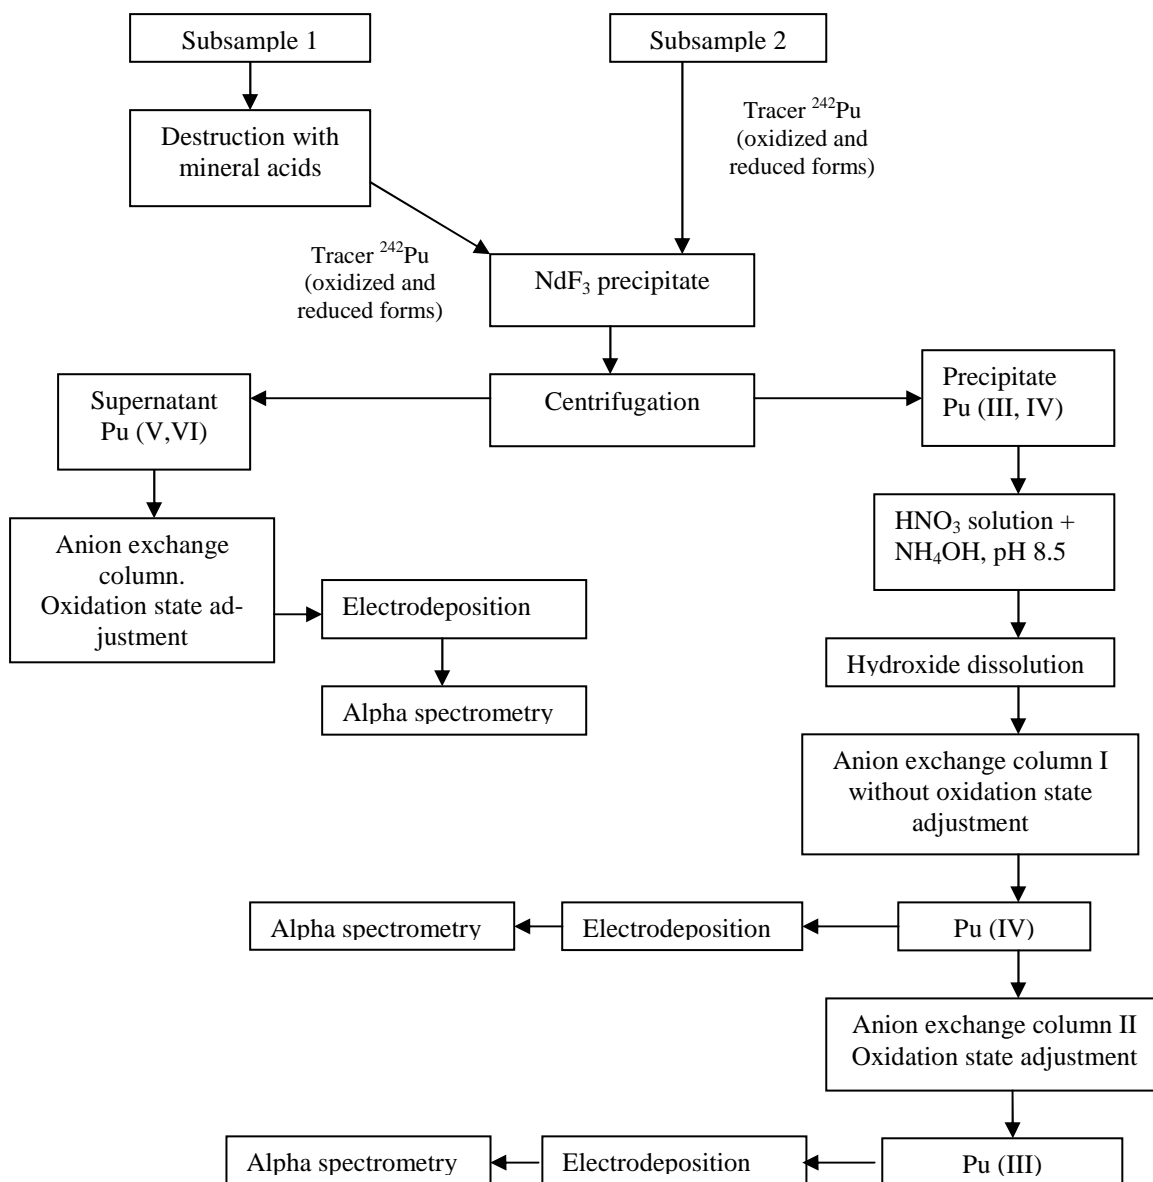 Subsample 1
Subsample 2
Destruction with
mineral acids
Tracer ²⁴²Pu
(oxidized and
reduced forms)
Tracer ²⁴²Pu
(oxidized and
reduced forms)
NdF₃ precipitate
Centrifugation
Supernatant
Pu (V,VI)
Precipitate
Pu (III, IV)
Anion exchange
column.
Oxidation state ad-
justment
HNO₃ solution +
NH₄OH, pH 8.5
Electrodeposition
Alpha spectrometry
Hydroxide dissolution
Anion exchange column I
without oxidation state
adjustment
Alpha spectrometry
Electrodeposition
Pu (IV)
Anion exchange column II
Oxidation state adjustment
Alpha spectrometry
Electrodeposition
Pu (III)